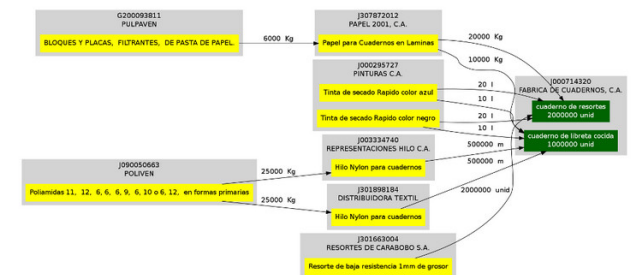 G200093811
PULPAVEN
BLOQUES Y PLACAS, FILTRANTES, DE PASTA DE PAPEL.
6000 Kg
J307872012
PAPEL 2001, C.A.
Papel para Cuadernos en Laminas
20000 Kg
10000 Kg
J000295727
PINTURAS C.A.
Tinta de secado Rapido color azul
Tinta de secado Rapido color negro
20 l
10 l
20 l
10 l
J000714320
FABRICA DE CUADERNOS, C.A.
cuaderno de resortes
2000000 unid
cuaderno de libreta cocida
1000000 unid
J003334740
REPRESENTACIONES HILO C.A.
Hilo Nylon para cuadernos
500000 m
500000 m
J090050663
POLIVEN
Poliamidas 11, 12, 6, 6, 6, 9, 6, 10 o 6, 12, en formas primarias
25000 Kg
25000 Kg
J301898184
DISTRIBUIDORA TEXTIL
Hilo Nylon para cuadernos
2000000 unid
J301663004
RESORTES DE CARABOBO S.A.
Resorte de baja resistencia 1mm de grosor